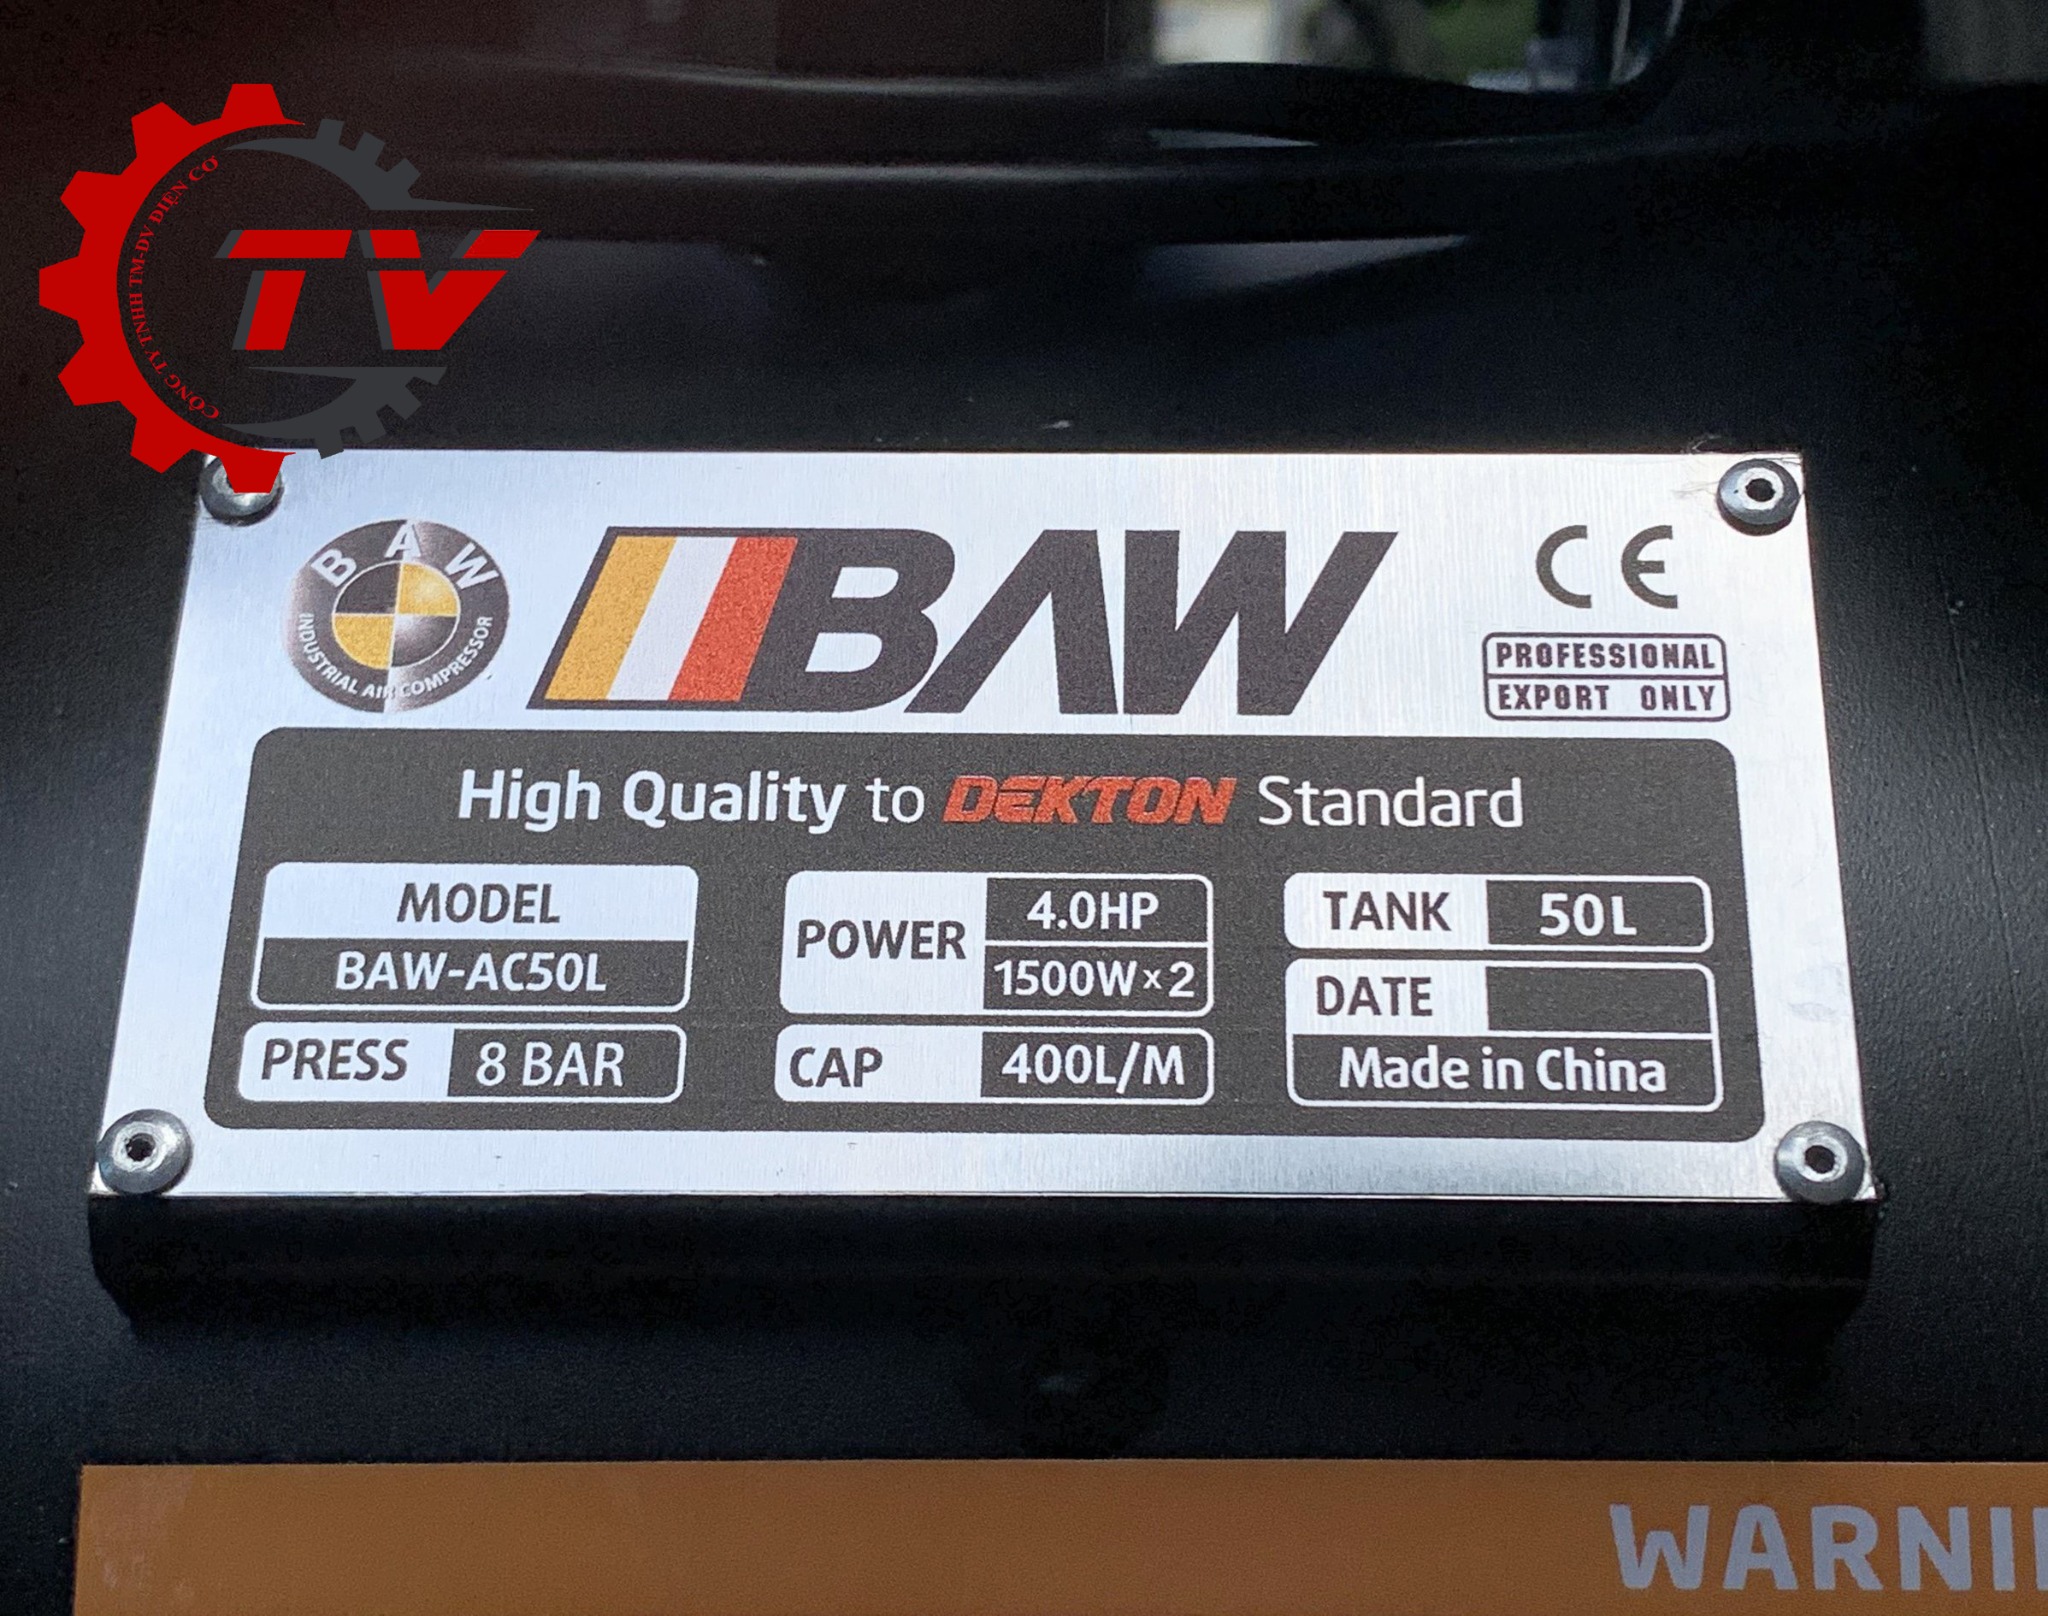 CÔNG TY TNHH TM-DV ĐIỆN CƠ
TV
BAW
INDUSTRIAL AIR COMPRESSOR
BAW
CE
PROFESSIONAL
EXPORT ONLY
High Quality to DEKTON Standard
MODEL
BAW-AC50L
PRESS 8 BAR
POWER 4.0HP
1500W×2
CAP 400L/M
TANK 50L
DATE
Made in China